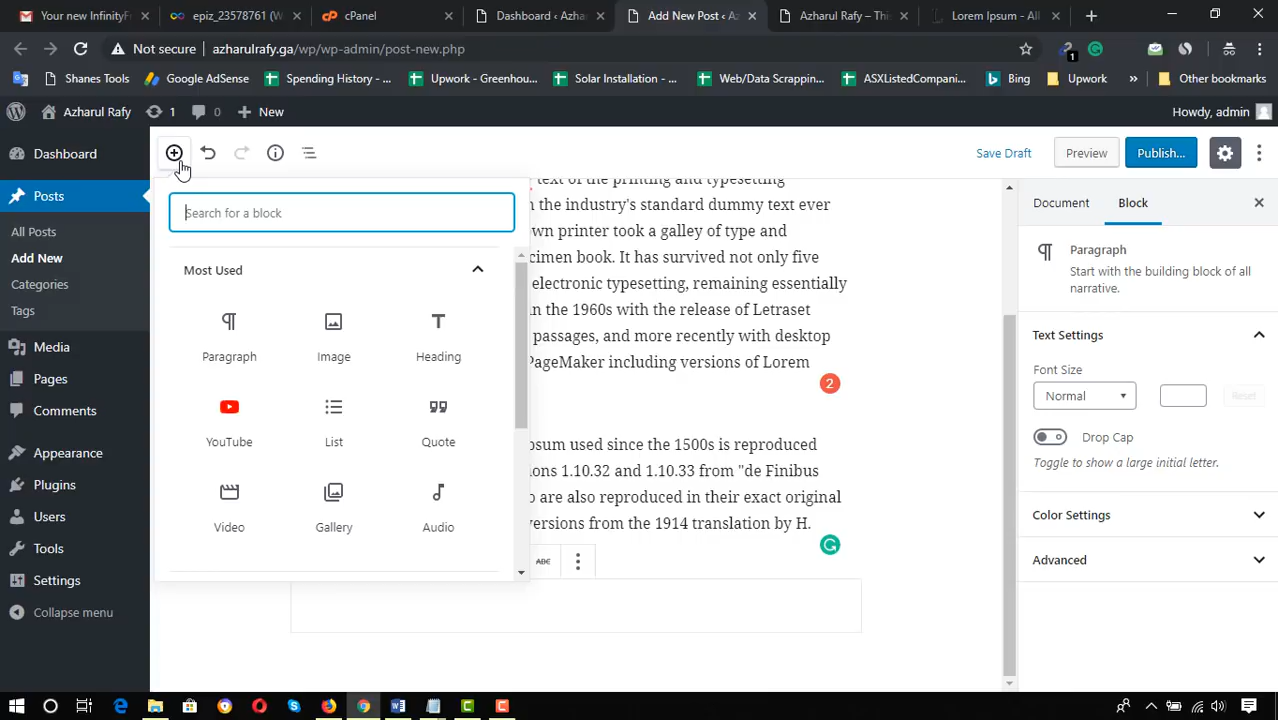 Your new InfinityF
epiz_23578761 (W
cPanel
Dashboard ‹ Azha
Add New Post ‹ A
Azharul Rafy – Thi
Lorem Ipsum - All
Not secure
azharulrafy.ga/wp/wp-admin/post-new.php
1
Shanes Tools
Google AdSense
Spending History - ...
Upwork - Greenhou...
Solar Installation - ...
Web/Data Scrappin...
ASXListedCompani...
Bing
Upwork
»
Other bookmarks
Azharul Rafy
1
0
New
Howdy, admin
Dashboard
Posts
All Posts
Add New
Categories
Tags
Media
Pages
Comments
Appearance
Plugins
Users
Tools
Settings
Collapse menu
Save Draft
Preview
Publish...
Search for a block
Most Used
Paragraph
Image
Heading
YouTube
List
Quote
Video
Gallery
Audio
text of the printing and typesetting
n the industry's standard dummy text ever
wn printer took a galley of type and
cimen book. It has survived not only five
electronic typesetting, remaining essentially
n the 1960s with the release of Letraset
passages, and more recently with desktop
PageMaker including versions of Lorem
2
psum used since the 1500s is reproduced
ions 1.10.32 and 1.10.33 from "de Finibus
o are also reproduced in their exact original
versions from the 1914 translation by H.
ABC
Document
Block
Paragraph
Start with the building block of all
narrative.
Text Settings
Font Size
Normal
Reset
Drop Cap
Toggle to show a large initial letter.
Color Settings
Advanced